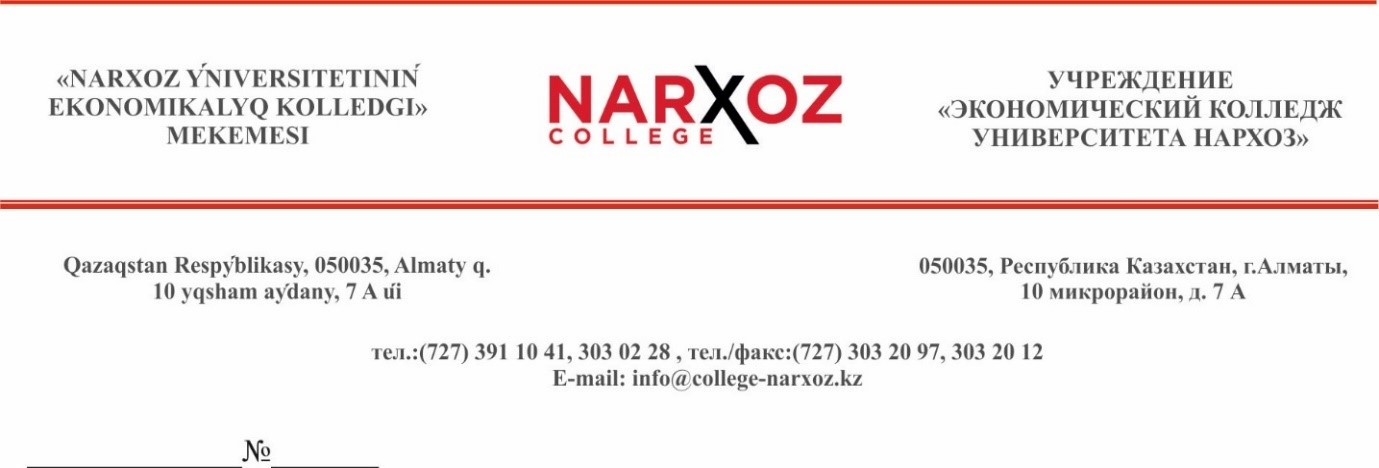 «NARXOZ ÝNIVERSITETINIŃ
EKONOMIKALYQ KOLLEDGI»
MEKEMESI
NARXOZ
COLLEGE
УЧРЕЖДЕНИЕ
«ЭКОНОМИЧЕСКИЙ КОЛЛЕДЖ
УНИВЕРСИТЕТА НАРХОЗ»
Qazaqstan Respýblikasy, 050035, Almaty q.
10 yqsham aýdany, 7 A úi
050035, Республика Казахстан, г.Алматы,
10 микрорайон, д. 7 А
тел.:(727) 391 10 41, 303 02 28 , тел./факс:(727) 303 20 97, 303 20 12
E-mail: info@college-narxoz.kz
__________________№_________